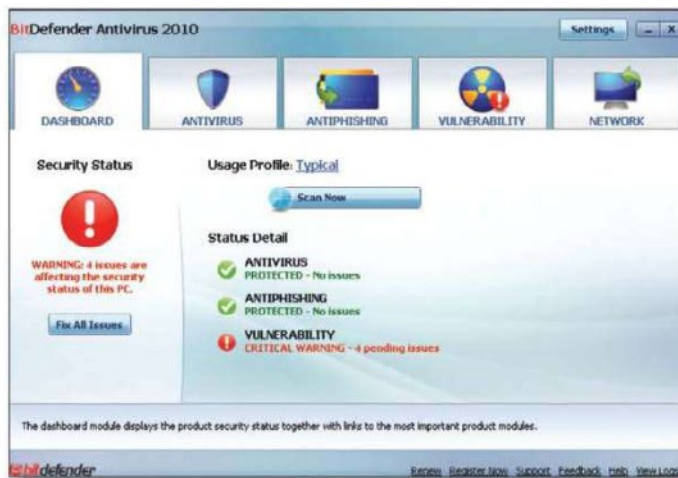 BitDefender Antivirus 2010
Settings
DASHBOARD
ANTIVIRUS
ANTIPHISHING
VULNERABILITY
NETWORK
Security Status
WARNING: 4 issues are
affecting the security
status of this PC.
Fix All Issues
Usage Profile: Typical
Scan Now
Status Detail
ANTIVIRUS
PROTECTED - No issues
ANTIPHISHING
PROTECTED - No issues
VULNERABILITY
CRITICAL WARNING - 4 pending issues
The dashboard module displays the product security status together with links to the most important product modules.
bitdefender
Renew Register Now Support Feedback Help View Logs